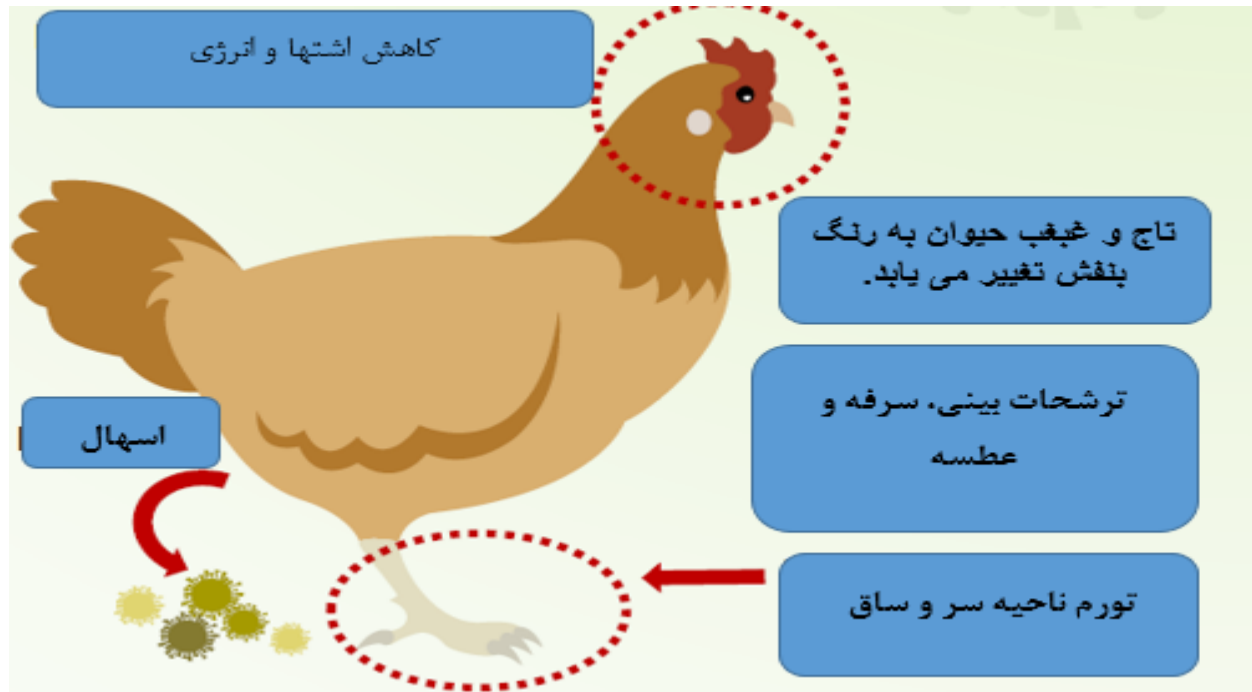 کاهش اشتها و انرژی
تاج و غبغب حیوان به رنگ
بنفش تغییر می یابد.
ترشحات بینی، سرفه و
عطسه
اسهال
تورم ناحیه سر و ساق